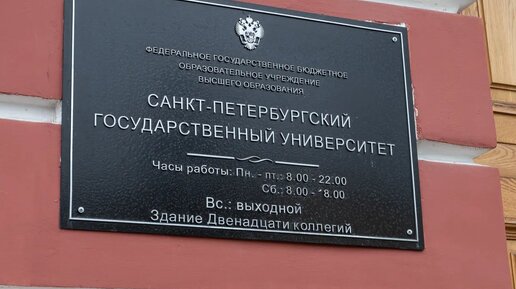 ФЕДЕРАЛЬНОЕ ГОСУДАРСТВЕННОЕ БЮДЖЕТНОЕ
ОБРАЗОВАТЕЛЬНОЕ УЧРЕЖДЕНИЕ
ВЫСШЕГО ОБРАЗОВАНИЯ
САНКТ-ПЕТЕРБУРГСКИЙ
ГОСУДАРСТВЕННЫЙ УНИВЕРСИТЕТ
Часы работы: Пн. - пт.: 8.00 - 22.00
Сб.: 8.00 - 18.00
Вс.: выходной
Здание Двенадцати коллегий